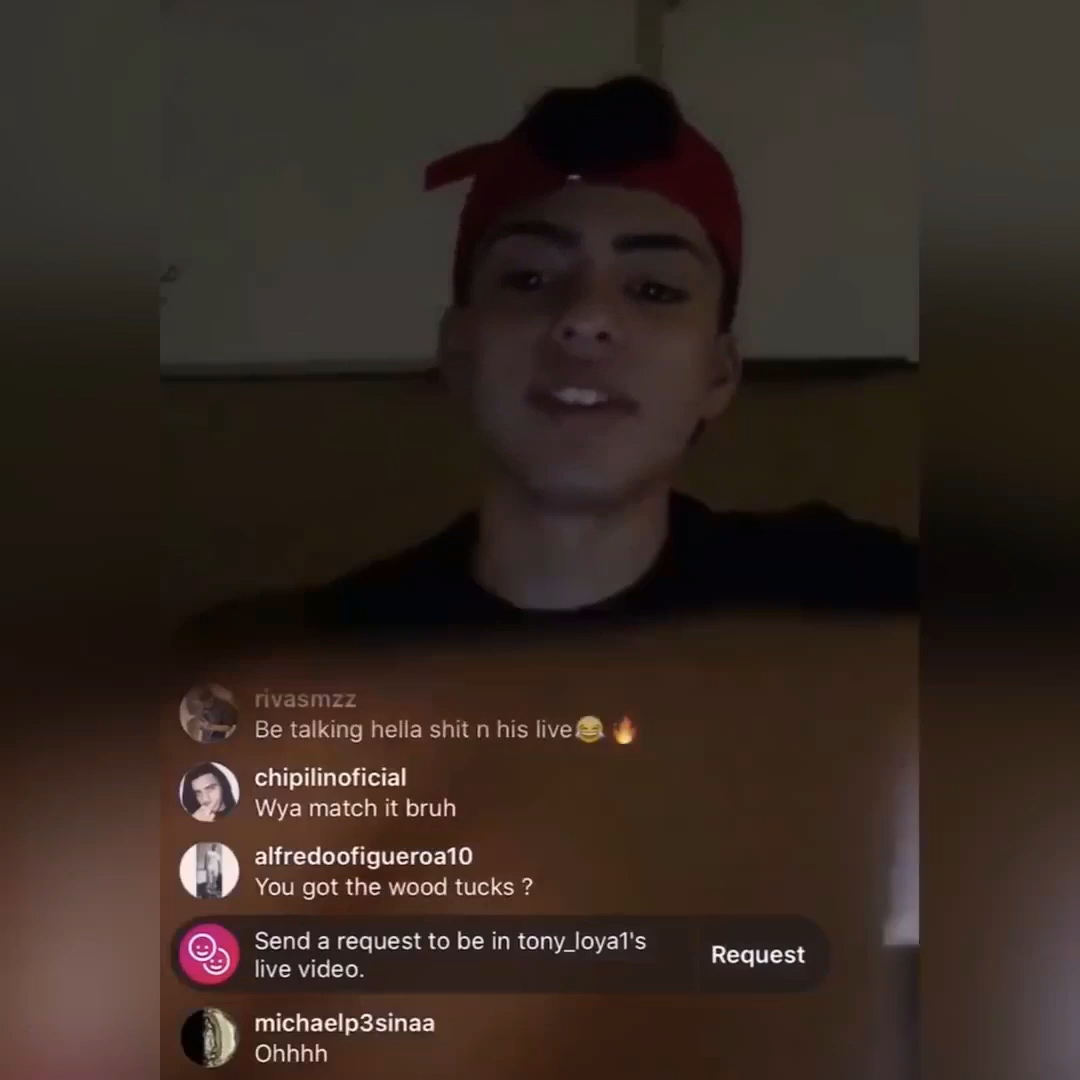 rivasmzz
Be talking hella shit n his live😂🔥
chipilinoficial
Wya match it bruh
alfredoofigueroa10
You got the wood tucks ?
Send a request to be in tony_loya1's
live video.
Request
michaelp3sinaa
Ohhhh